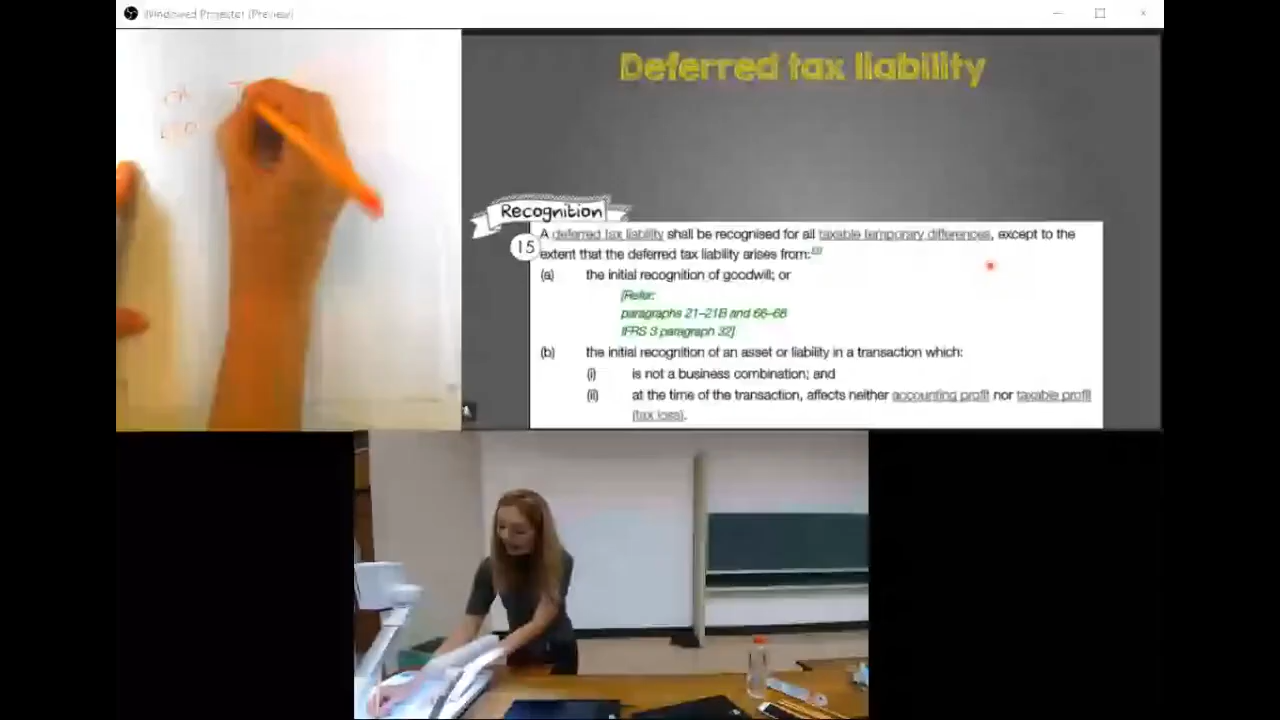 Windowed Projector (Preview)
CA T
Deferred tax liability
Recognition
15
A deferred tax liability shall be recognised for all taxable temporary differences, except to the
extent that the deferred tax liability arises from:
(a) the initial recognition of goodwill; or
[Refer:
paragraphs 21–21B and 66–68
IFRS 3 paragraph 32]
(b) the initial recognition of an asset or liability in a transaction which:
(i) is not a business combination; and
(ii) at the time of the transaction, affects neither accounting profit nor taxable profit
(tax loss).